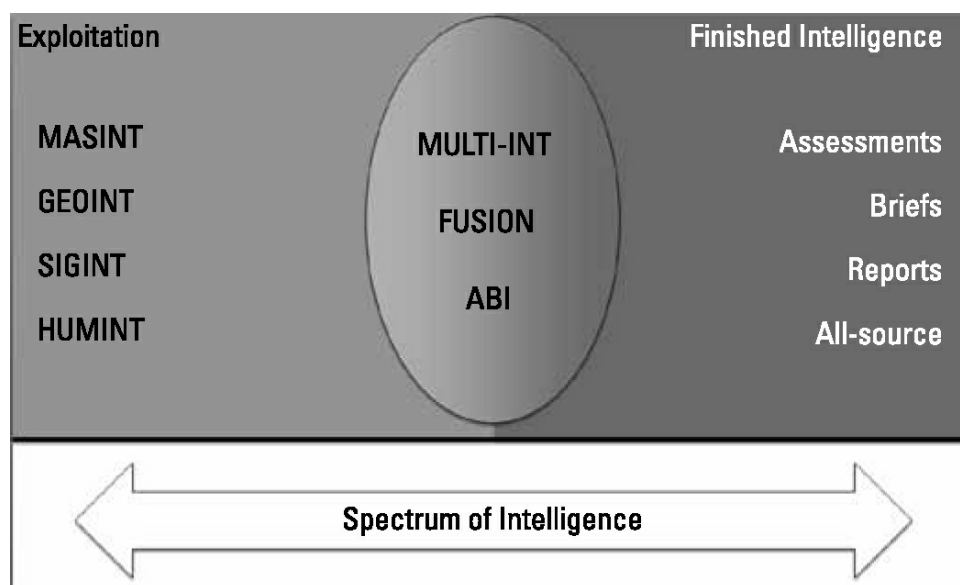 Exploitation
MASINT
GEOINT
SIGINT
HUMINT
MULTI-INT
FUSION
ABI
Finished Intelligence
Assessments
Briefs
Reports
All-source
Spectrum of Intelligence